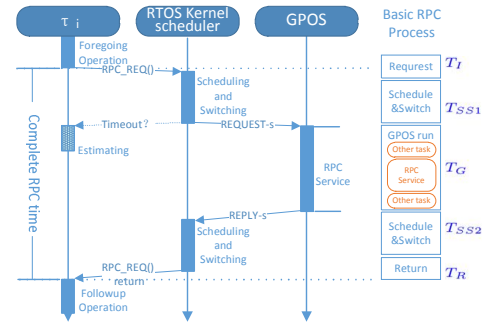 τ i
RTOS Kernel
scheduler
GPOS
Basic RPC
Process
Foregoing
Operation
RPC_REQ()
Requrest
T_I
Scheduling
and
Switching
Schedule
&Switch
T_SS1
Timeout?
REQUEST-s
Estimating
Complete RPC time
RPC
Service
GPOS run
Other task
RPC
Service
Other task
T_G
REPLY-s
Scheduling
and
Switching
Schedule
&Switch
T_SS2
RPC_REQ()
return
Return
T_R
Followup
Operation